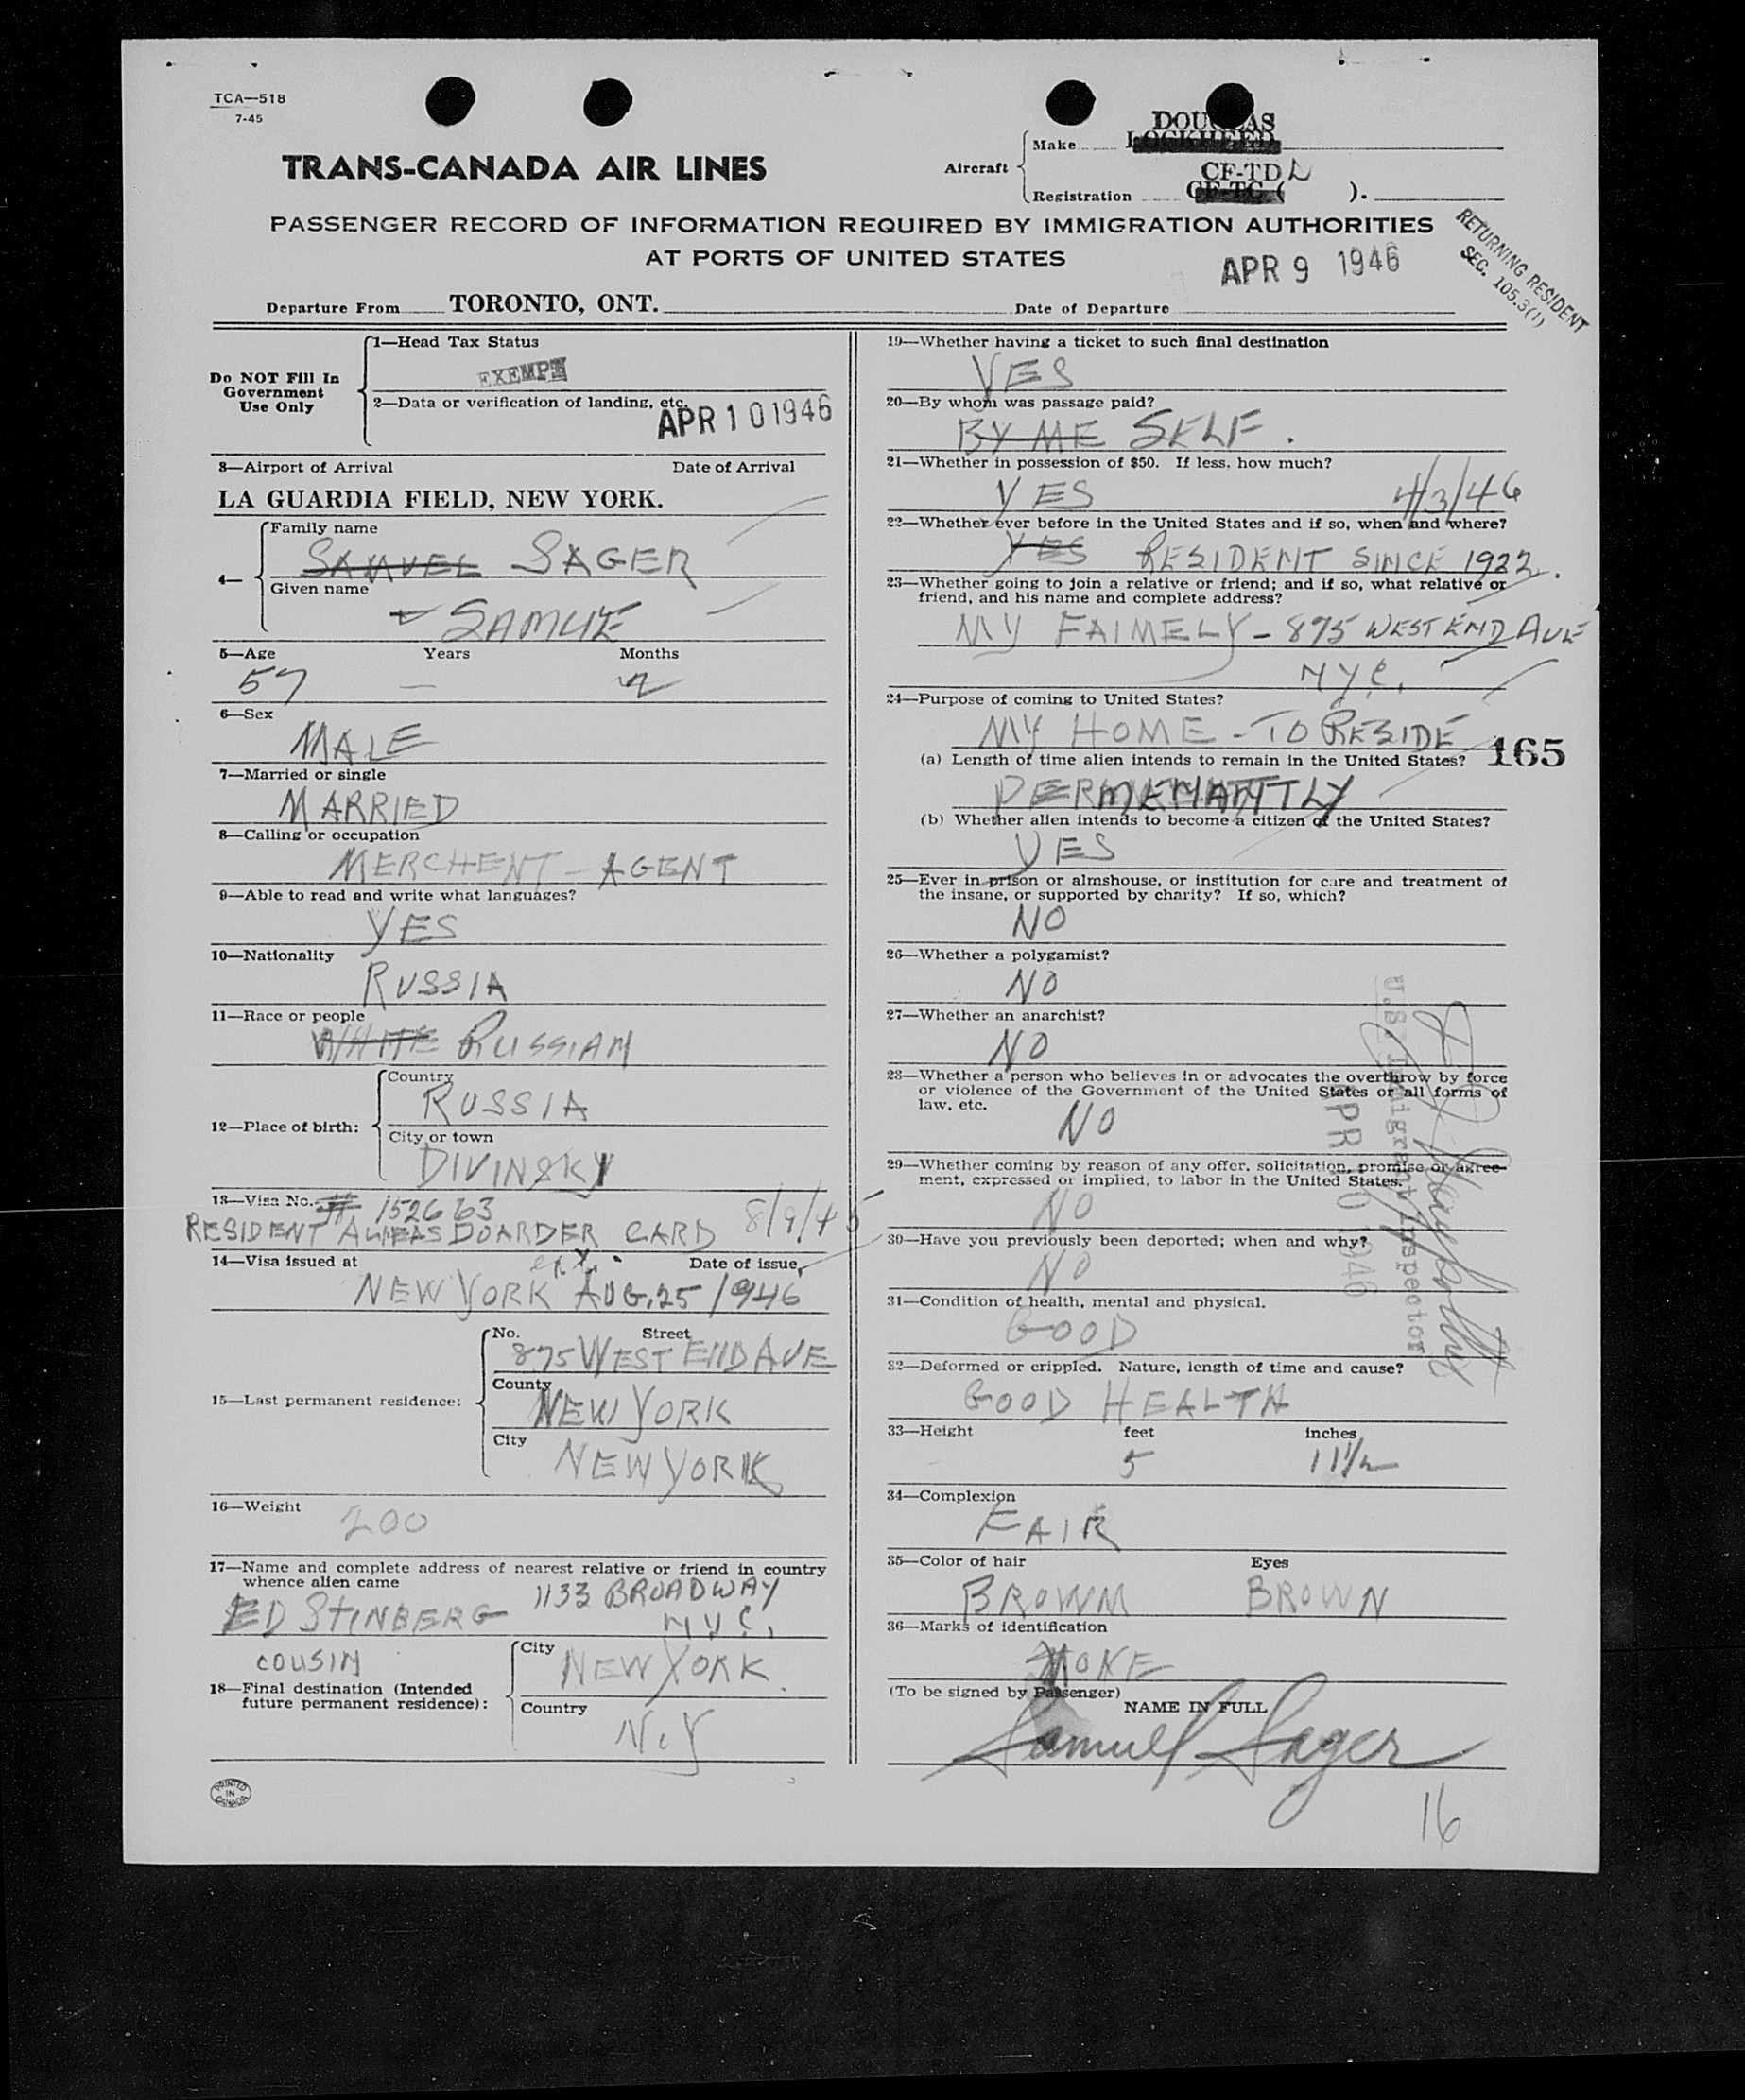 TCA—518
7-45
TRANS-CANADA AIR LINES
Aircraft
Make
DOUGLAS
LOCKHEED
Registration
CF-TD L
CF-TC ( ).
PASSENGER RECORD OF INFORMATION REQUIRED BY IMMIGRATION AUTHORITIES
AT PORTS OF UNITED STATES
RETURNING RESIDENT
SEC. 105.3(1)
APR 9 1946
Departure From TORONTO, ONT. Date of Departure
Do NOT Fill In
Government
Use Only
1—Head Tax Status
EXEMPT
2—Data or verification of landing, etc.
APR 10 1946
3—Airport of Arrival Date of Arrival
LA GUARDIA FIELD, NEW YORK.
4—
Family name
SAMUEL SAGER
Given name
SAMUE
5—Age Years Months
57 — 2
6—Sex
MALE
7—Married or single
MARRIED
8—Calling or occupation
MERCHENT - AGENT
9—Able to read and write what languages?
YES
10—Nationality
RUSSIA
11—Race or people
WHITE RUSSIAN
12—Place of birth:
Country
RUSSIA
City or town
DIVINSKY
13—Visa No. # 152663
RESIDENT ALIEAS BOARDER CARD 8/9/45
14—Visa issued at Date of issue
NEW YORK AUG. 25/1946
15—Last permanent residence:
No. Street
875 WEST END AVE
County
NEW YORK
City
NEW YORK
16—Weight
200
17—Name and complete address of nearest relative or friend in country
whence alien came
1133 BROADWAY
ED STINBERG N.Y.C.
COUSIN
18—Final destination (Intended
future permanent residence):
City
NEW YORK.
Country
N.Y
PRINTED
IN
CANADA
19—Whether having a ticket to such final destination
YES
20—By whom was passage paid?
BY ME SELF.
21—Whether in possession of $50. If less, how much?
YES 4/3/46
22—Whether ever before in the United States and if so, when and where?
YES RESIDENT SINCE 1922.
23—Whether going to join a relative or friend; and if so, what relative or
friend, and his name and complete address?
MY FAIMELY - 875 WEST END AVE
NYC.
24—Purpose of coming to United States?
MY HOME - TO RESIDE
165
(a) Length of time alien intends to remain in the United States?
PERMENANTTLY
(b) Whether alien intends to become a citizen of the United States?
YES
25—Ever in prison or almshouse, or institution for care and treatment of
the insane, or supported by charity? If so, which?
NO
26—Whether a polygamist?
NO
27—Whether an anarchist?
NO
28—Whether a person who believes in or advocates the overthrow by force
or violence of the Government of the United States or all forms of
law, etc.
NO
29—Whether coming by reason of any offer, solicitation, promise or agree-
ment, expressed or implied, to labor in the United States.
NO
30—Have you previously been deported; when and why?
NO
U.S. Immigrant Inspector
APR 10 1946
31—Condition of health, mental and physical.
GOOD
32—Deformed or crippled. Nature, length of time and cause?
GOOD HEALTH
33—Height feet inches
5 11 1/2
34—Complexion
FAIR
35—Color of hair Eyes
BROWN BROWN
36—Marks of identification
NONE
(To be signed by Passenger)
NAME IN FULL
Samuel Sager
16